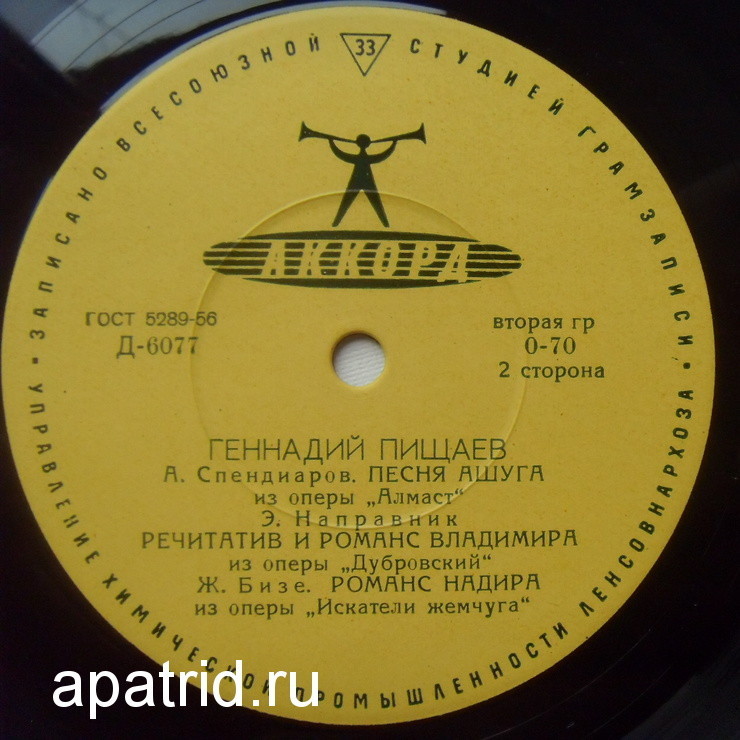 ЗАПИСАНО ВСЕСОЮЗНОЙ 33 СТУДИЕЙ ГРАМЗАПИСИ • УПРАВЛЕНИЕ ХИМИЧЕСКОЙ ПРОМЫШЛЕННОСТИ ЛЕНСОВНАРХОЗА •
АККОРД
ГОСТ 5289-56
Д-6077
вторая гр
0-70
2 сторона
ГЕННАДИЙ ПИЩАЕВ
А. Спендиаров. ПЕСНЯ АШУГА
из оперы „Алмаст“
Э. Направник
РЕЧИТАТИВ И РОМАНС ВЛАДИМИРА
из оперы „Дубровский“
Ж. Бизе. РОМАНС НАДИРА
из оперы „Искатели жемчуга“
apatrid.ru